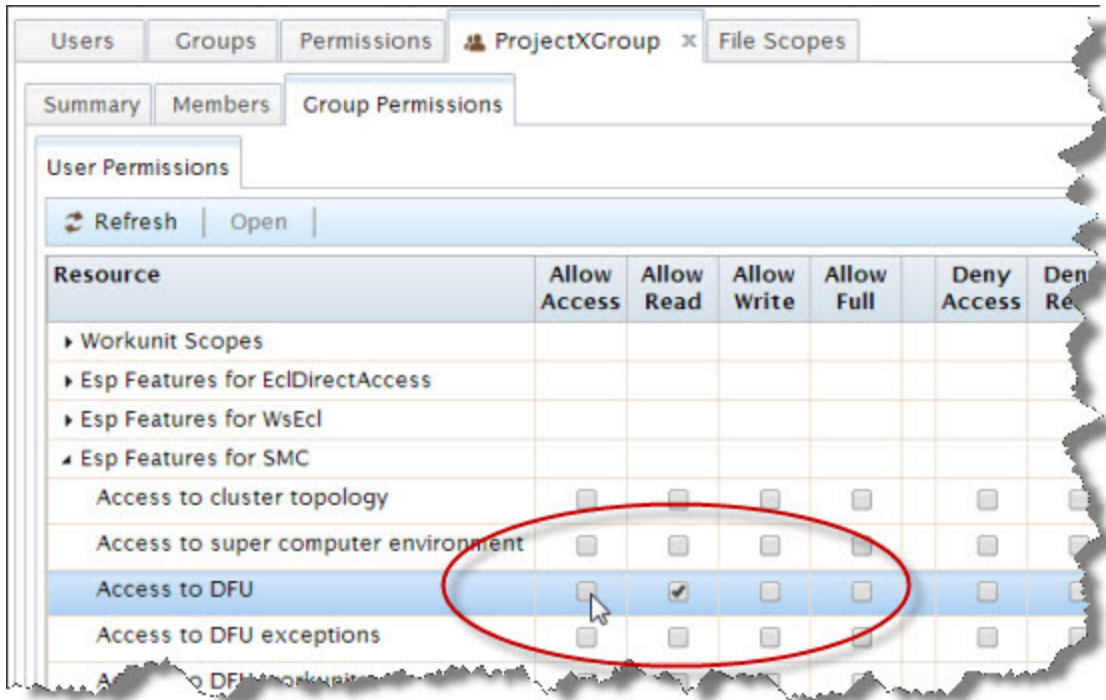 Users Groups Permissions ProjectXGroup x File Scopes
Summary Members Group Permissions
User Permissions
Refresh Open
Resource Allow Access Allow Read Allow Write Allow Full Deny Access
Workunit Scopes
Esp Features for EclDirectAccess
Esp Features for WsEcl
Esp Features for SMC
Access to cluster topology
Access to super computer environment
Access to DFU
Access to DFU exceptions